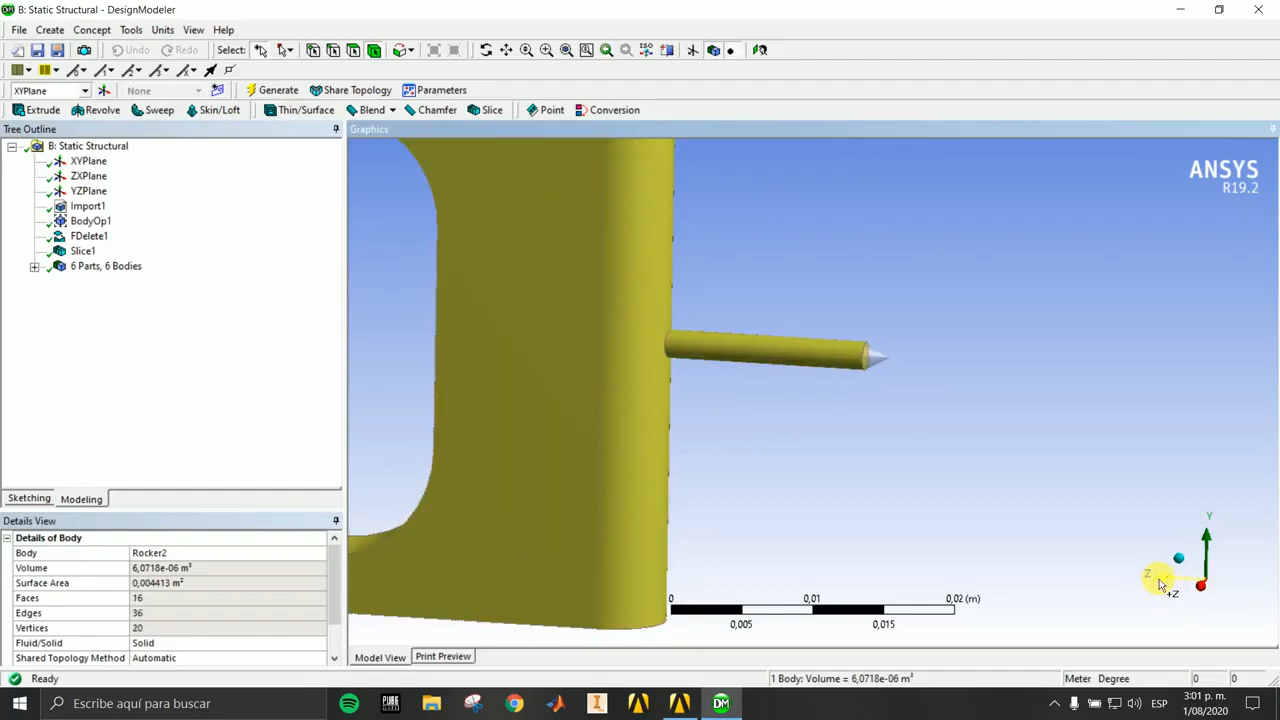 B: Static Structural - DesignModeler
File Create Concept Tools Units View Help
Undo Redo Select:
XYPlane None Generate Share Topology Parameters
Extrude Revolve Sweep Skin/Loft Thin/Surface Blend Chamfer Slice Point Conversion
Tree Outline
Graphics
B: Static Structural
XYPlane
ZXPlane
YZPlane
Import1
BodyOp1
FDelete1
Slice1
6 Parts, 6 Bodies
ANSYS
R19.2
Sketching Modeling
Details View
Details of Body
Body Rocker2
Volume 6,0718e-06 m³
Surface Area 0,004413 m²
Faces 16
Edges 36
Vertices 20
Fluid/Solid Solid
Shared Topology Method Automatic
Y
Z
+Z
0 0,01 0,02 (m)
0,005 0,015
Model View Print Preview
Ready 1 Body: Volume = 6,0718e-06 m³ Meter Degree 0 0
Escribe aquí para buscar
PUBG
DM
ESP
3:01 p. m.
1/08/2020